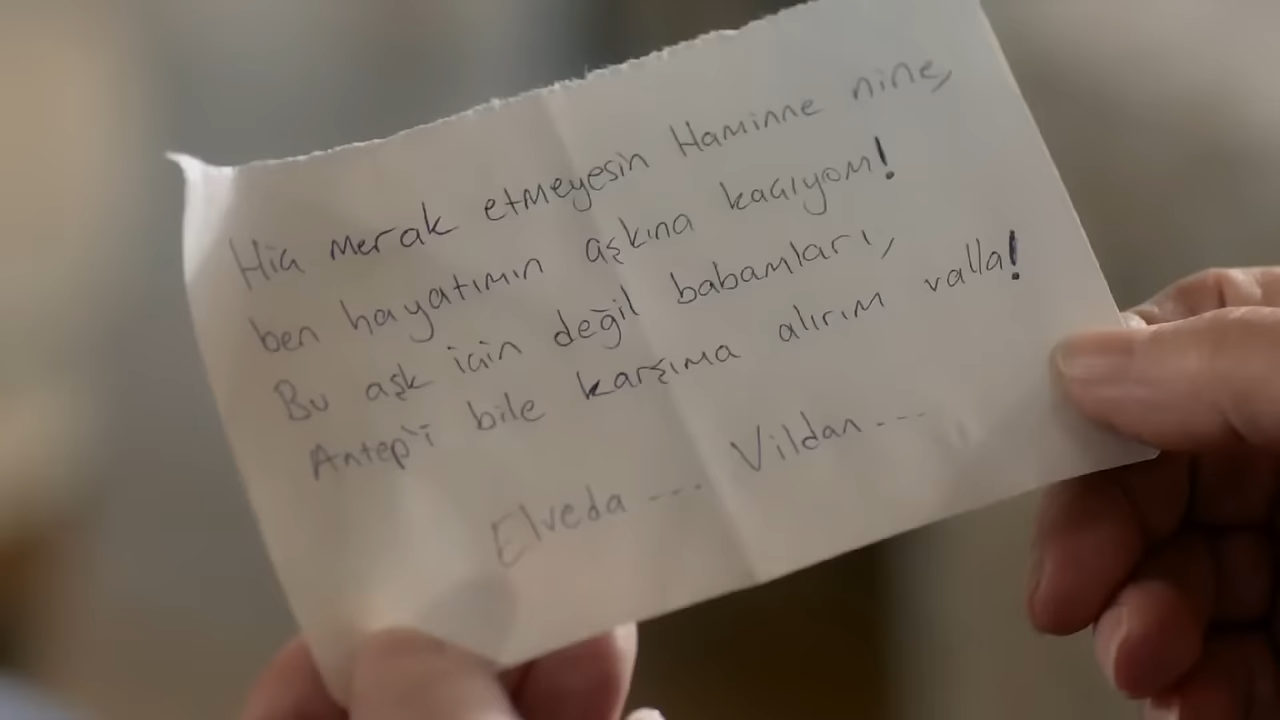 Hiç merak etmeyesin Haminne nine,
ben hayatımın aşkına kaçıyom!
Bu aşk için değil babamları,
Antep'i bile karşıma alırım valla!
Elveda --- Vildan ---